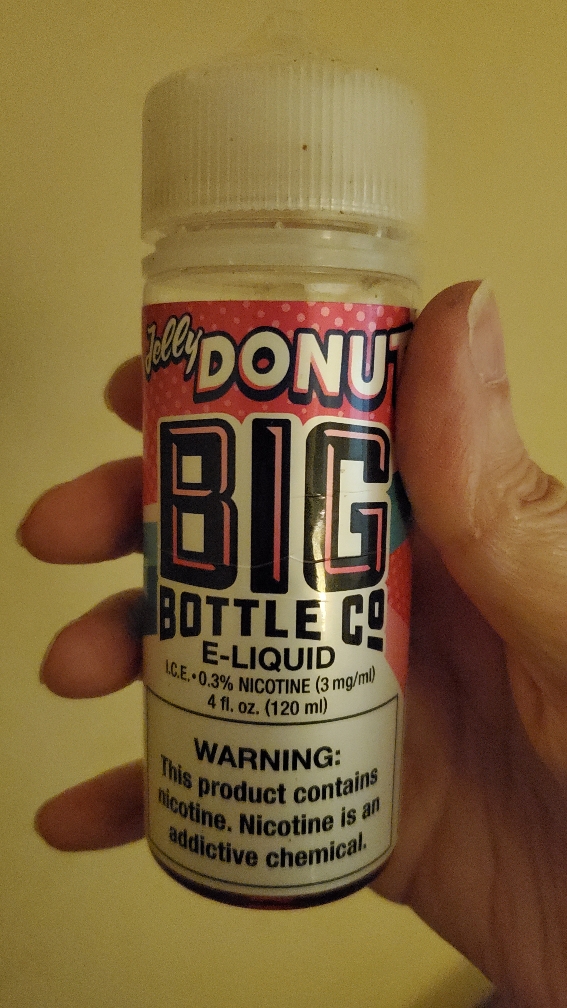 Jelly
DONUT
BIG
BOTTLE Co
E-LIQUID
I.C.E.•0.3% NICOTINE (3 mg/ml)
4 fl. oz. (120 ml)
WARNING:
This product contains
nicotine. Nicotine is an
addictive chemical.